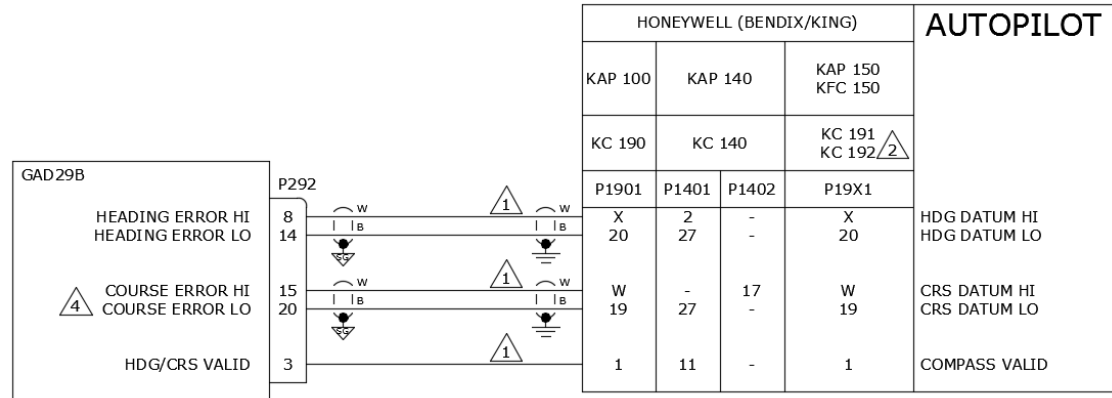 HONEYWELL (BENDIX/KING) AUTOPILOT
KAP 100 KAP 140 KAP 150
KFC 150
KC 190 KC 140 KC 191
KC 192 2
GAD29B
P292
P1901 P1401 P1402 P19X1
HEADING ERROR HI 8 W 1 W X 2 - X HDG DATUM HI
HEADING ERROR LO 14 B B 20 27 - 20 HDG DATUM LO
SG
COURSE ERROR HI 15 W 1 W W - 17 W CRS DATUM HI
4 COURSE ERROR LO 20 B B 19 27 - 19 CRS DATUM LO
SG
HDG/CRS VALID 3 1 1 11 - 1 COMPASS VALID